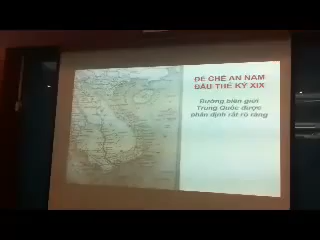 ĐẾ CHẾ AN NAM
ĐẦU THẾ KỶ XIX
Đường biên giới
Trung Quốc được
phân định rất rõ ràng